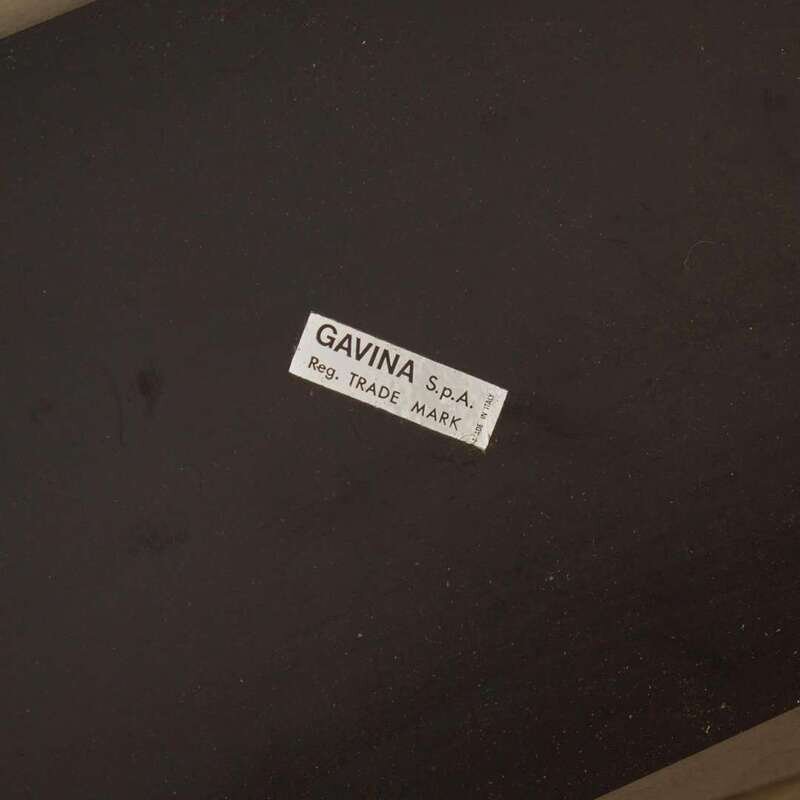 GAVINA S.p.A.
Reg. TRADE MARK
MADE IN ITALY